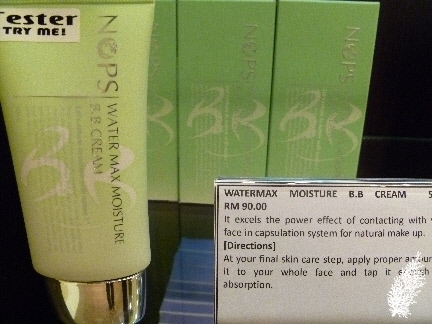 Tester
TRY ME!
NOPS
WATER MAX MOISTURE
B.B CREAM
NOPS
NOPS
WATERMAX MOISTURE B.B CREAM
RM 90.00
It excels the power effect of contacting with
face in capsulation system for natural make up.
[Directions]
At your final skin care step, apply proper
it to your whole face and tap it
absorption.